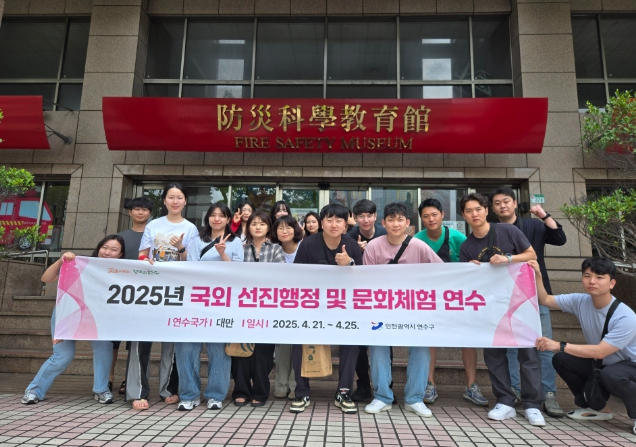 防災科學教育館
FIRE SAFETY MUSEUM
2025년 국외 선진행정 및 문화체험 연수
|연수국가| 대만 |일시| 2025. 4. 21. ~ 4. 25. 인천광역시 연수구